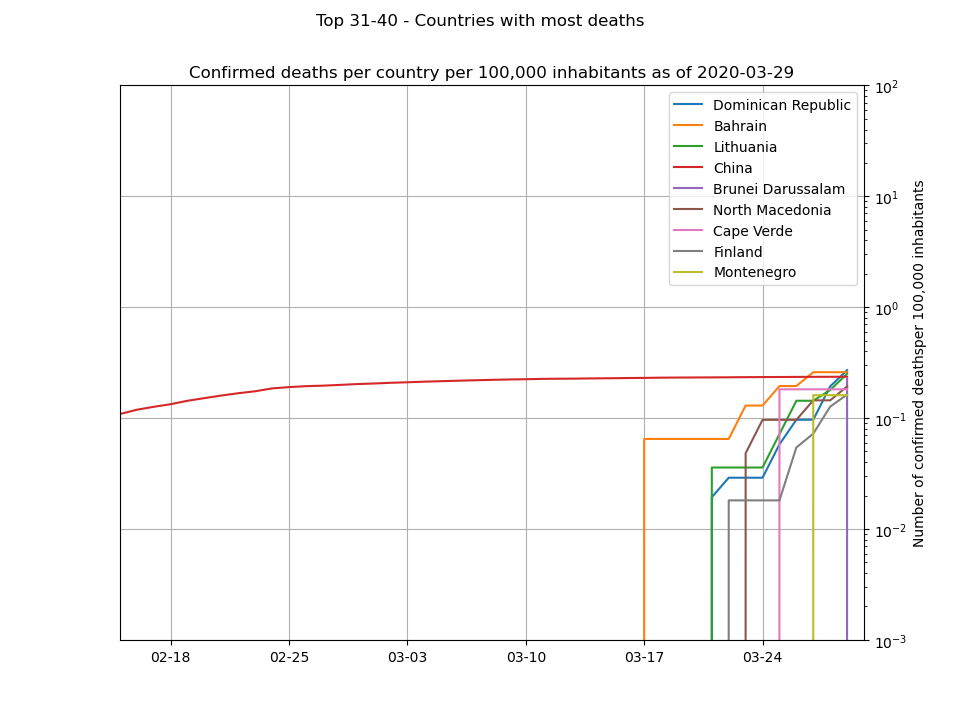 Top 31-40 - Countries with most deaths
Confirmed deaths per country per 100,000 inhabitants as of 2020-03-29
Dominican Republic
Bahrain
Lithuania
China
Brunei Darussalam
North Macedonia
Cape Verde
Finland
Montenegro
10²
10¹
10⁰
10⁻¹
10⁻²
10⁻³
Number of confirmed deathsper 100,000 inhabitants
02-18
02-25
03-03
03-10
03-17
03-24